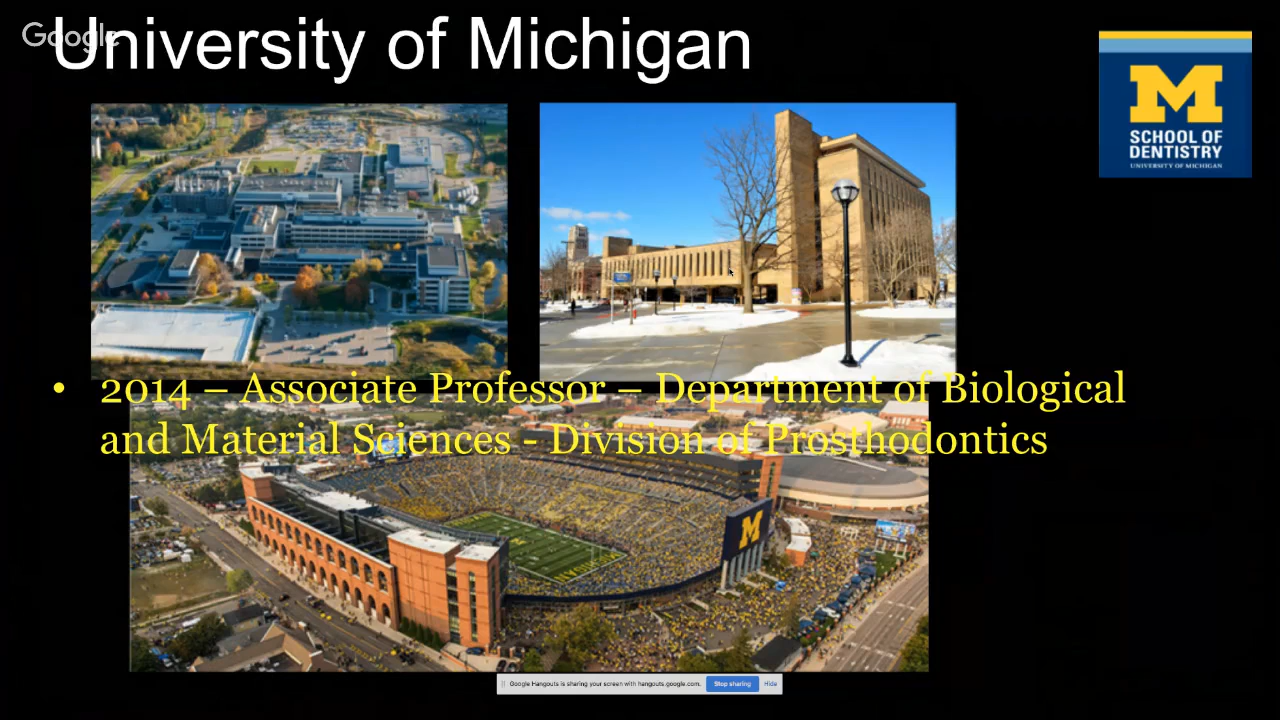 Google
University of Michigan
M
SCHOOL OF
DENTISTRY
UNIVERSITY OF MICHIGAN
• 2014 – Associate Professor – Department of Biological
and Material Sciences - Division of Prosthodontics
M
MICHIGAN
Google Hangouts is sharing your screen with hangouts.google.com.
Stop sharing
Hide